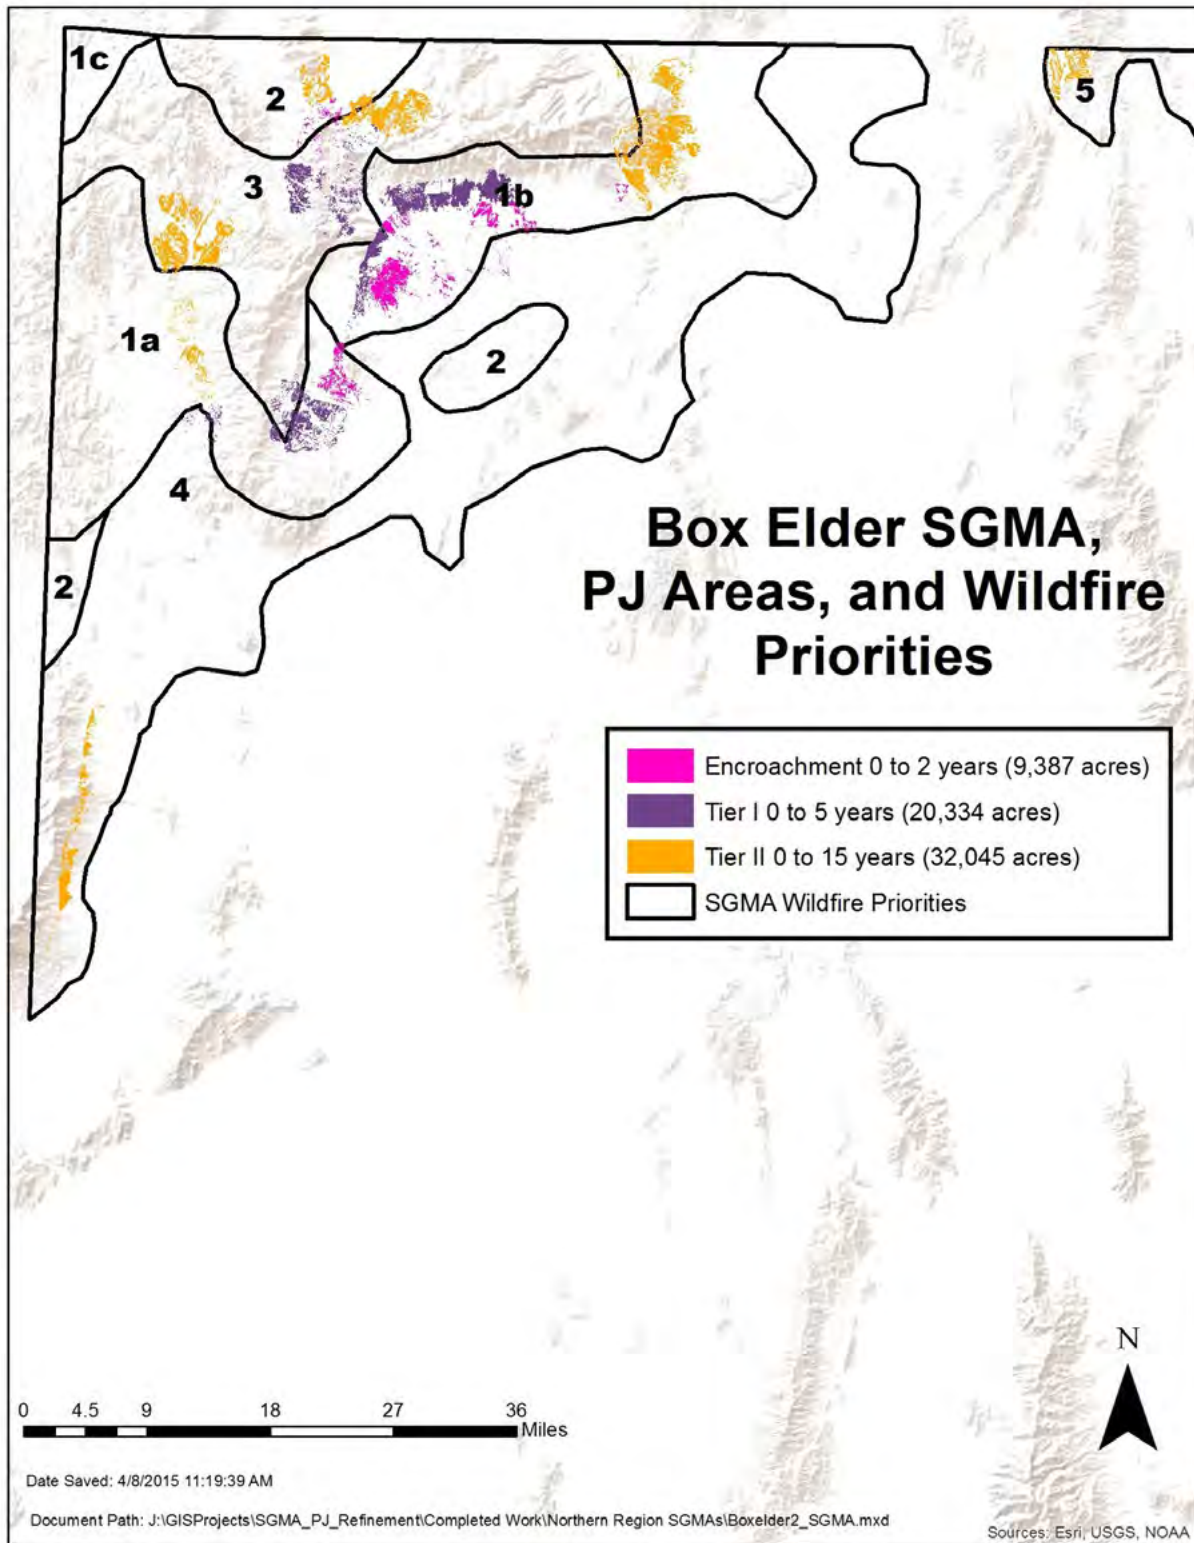 1c
2
5
3
1b
1a
2
4
2
Box Elder SGMA,
PJ Areas, and Wildfire
Priorities
Encroachment 0 to 2 years (9,387 acres)
Tier I 0 to 5 years (20,334 acres)
Tier II 0 to 15 years (32,045 acres)
SGMA Wildfire Priorities
N
0 4.5 9 18 27 36
Miles
Date Saved: 4/8/2015 11:19:39 AM
Document Path: J:\GISProjects\SGMA_PJ_Refinement\Completed Work\Northern Region SGMAs\Boxelder2_SGMA.mxd
Sources: Esri, USGS, NOAA